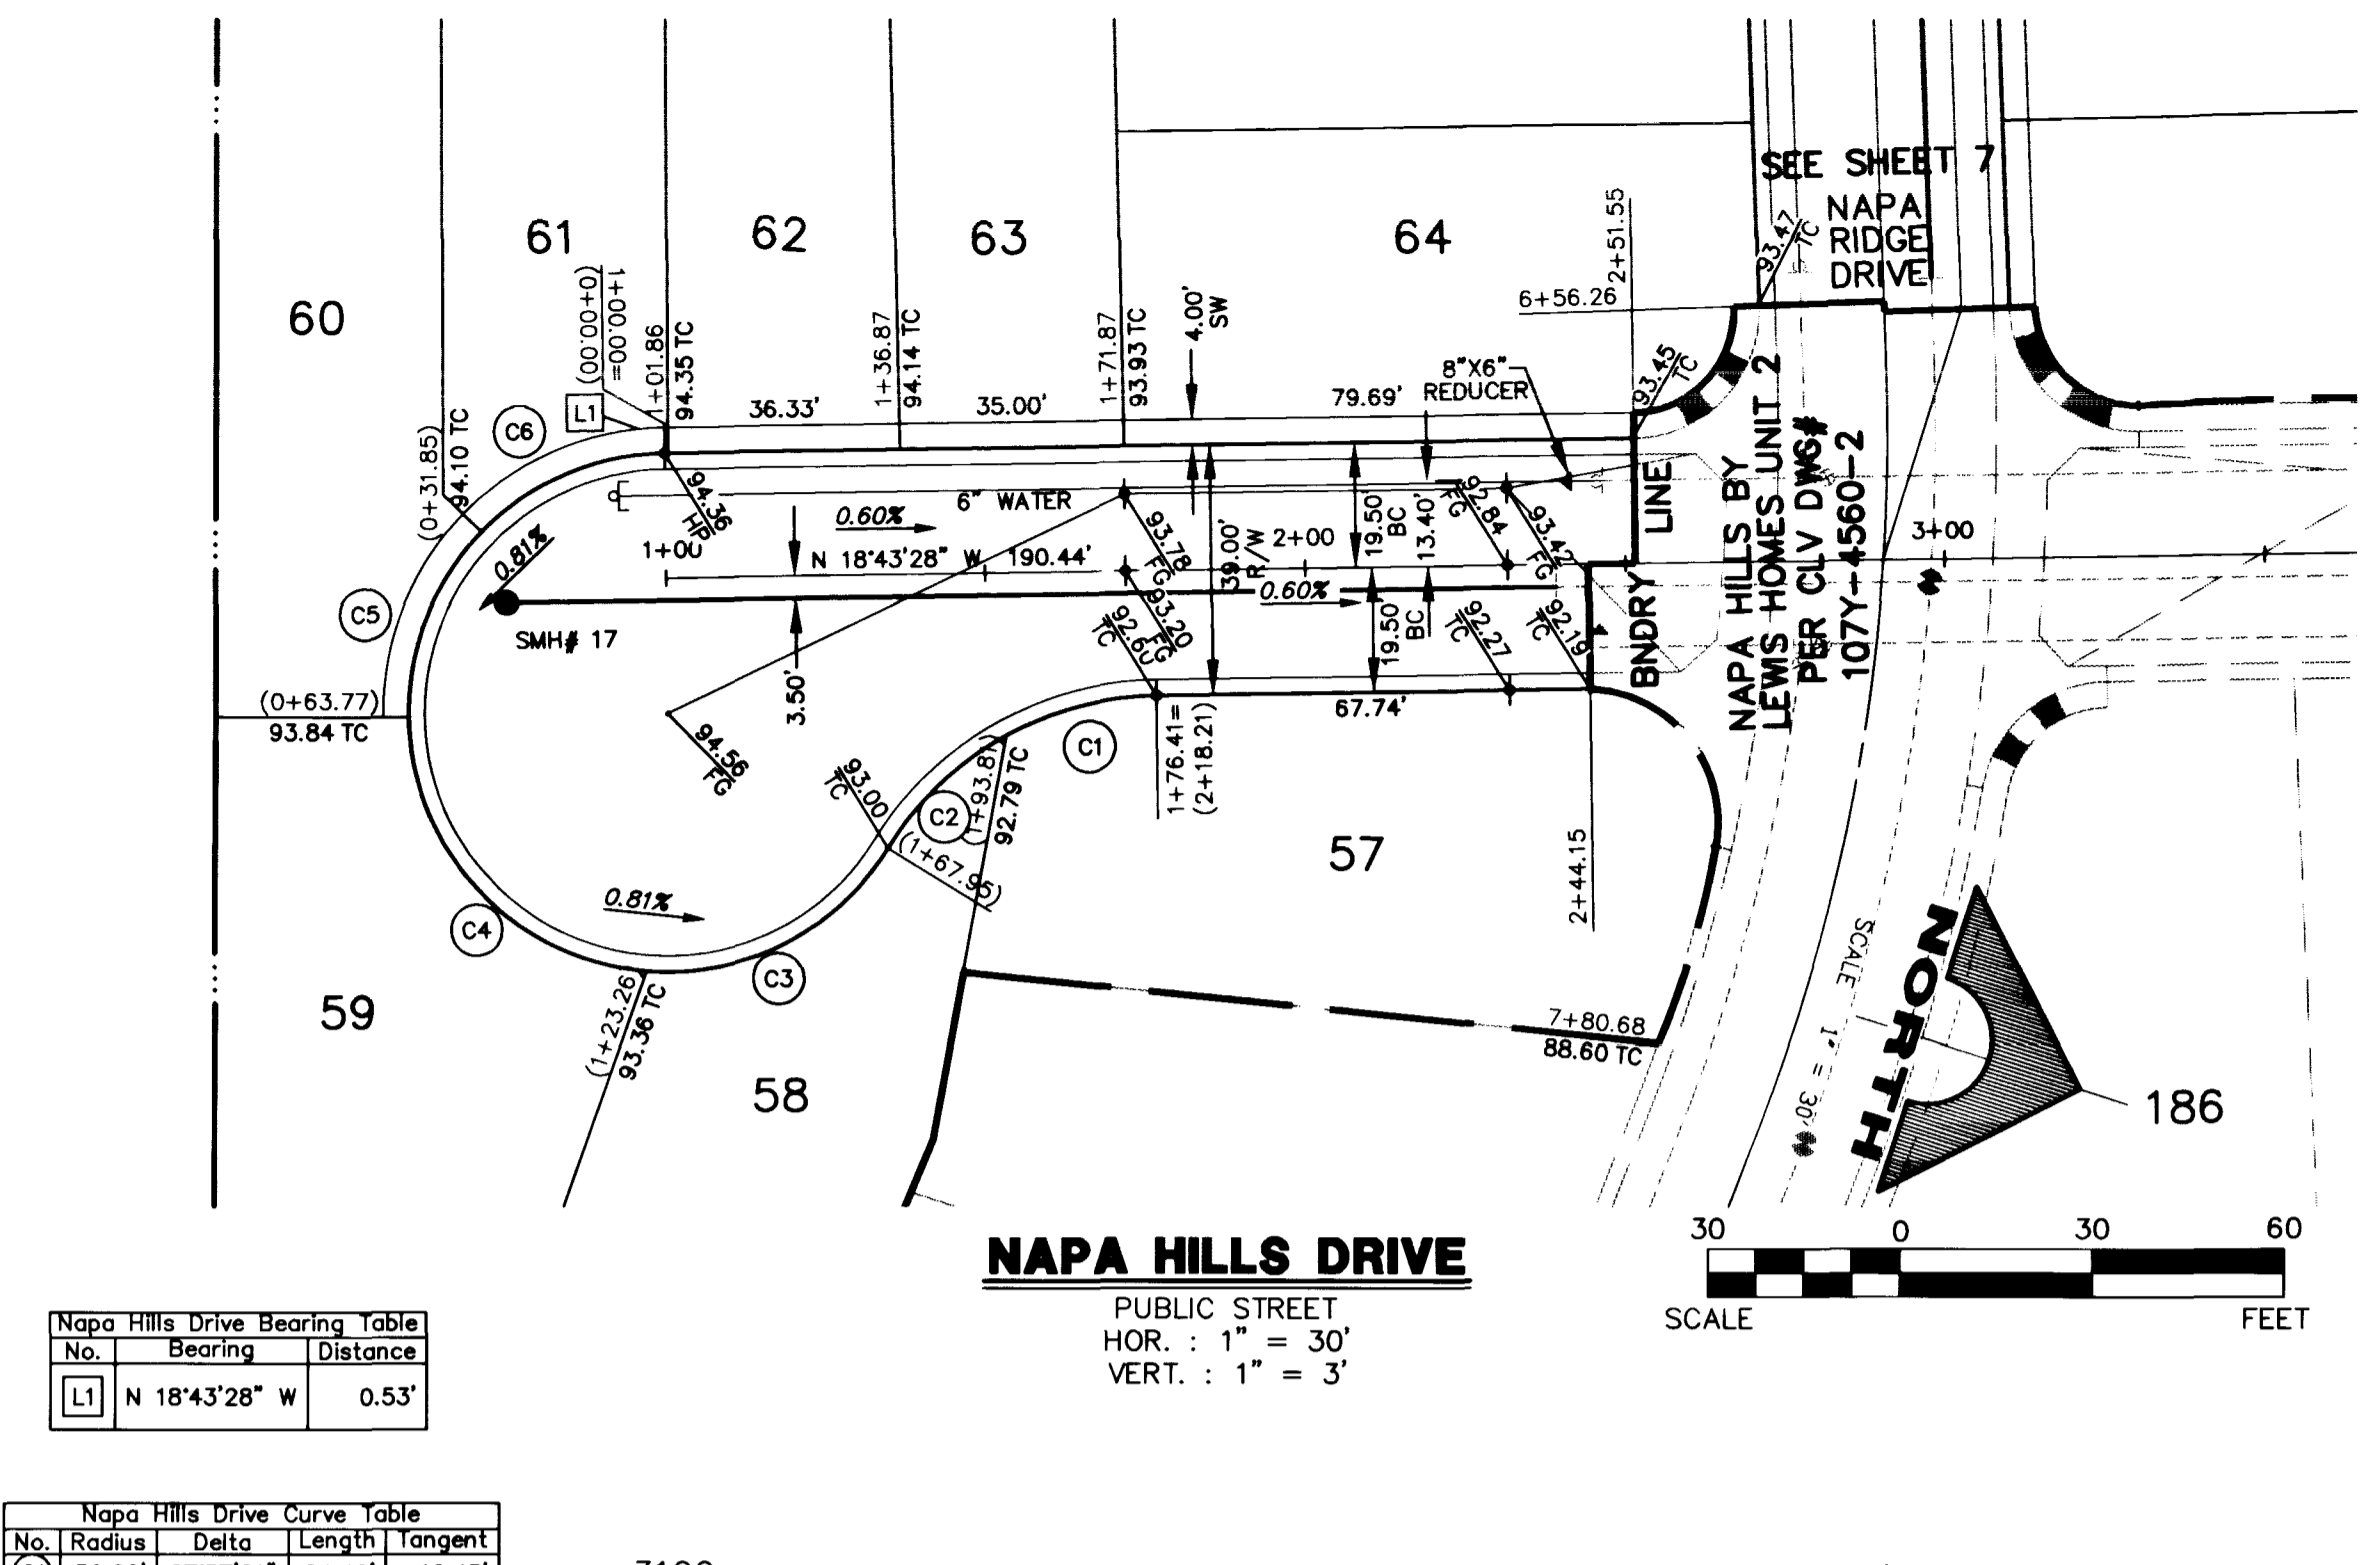 SEE SHEET 7
NAPA
RIDGE
DRIVE
60
61
62
63
64
(0+00.00)
1+00.00=
L1
1+01.86
94.35 TC
1+36.87
94.14 TC
1+71.87
93.93 TC
4.00'
SW
2+51.55
6+56.26
93.47
TC
93.45
TC
8"X6"
REDUCER
36.33'
35.00'
79.69'
C6
(0+31.85)
94.10 TC
94.36
HP
6" WATER
0.60%
1+00
N 18°43'28" W
190.44'
2+00
93.78
FG
39.00'
R/W
19.50'
BC
13.40'
92.84
FG
93.42
FG
LINE
BNDRY
NAPA HILLS BY
LEWIS HOMES UNIT 2
PER CLV DWG#
107Y-4560-2
3+00
0.81%
C5
SMH# 17
3.50'
92.60
TC
93.20
FG
0.60%
19.50
BC
92.27
TC
92.19
TC
(0+63.77)
93.84 TC
94.56
FG
67.74'
C1
1+76.41=
(2+18.21)
93.00
TC
C2
92.79 TC
(1+67.95)
57
2+44.15
0.81%
C4
C3
(1+23.26)
93.36 TC
59
58
7+80.68
88.60 TC
SCALE
1" = 30'
NORTH
186
NAPA HILLS DRIVE
PUBLIC STREET
HOR. : 1" = 30'
VERT. : 1" = 3'
30 0 30 60
SCALE FEET
Napa Hills Drive Bearing Table
No. Bearing Distance
L1 N 18°43'28" W 0.53'
Napa Hills Drive Curve Table
No. Radius Delta Length Tangent